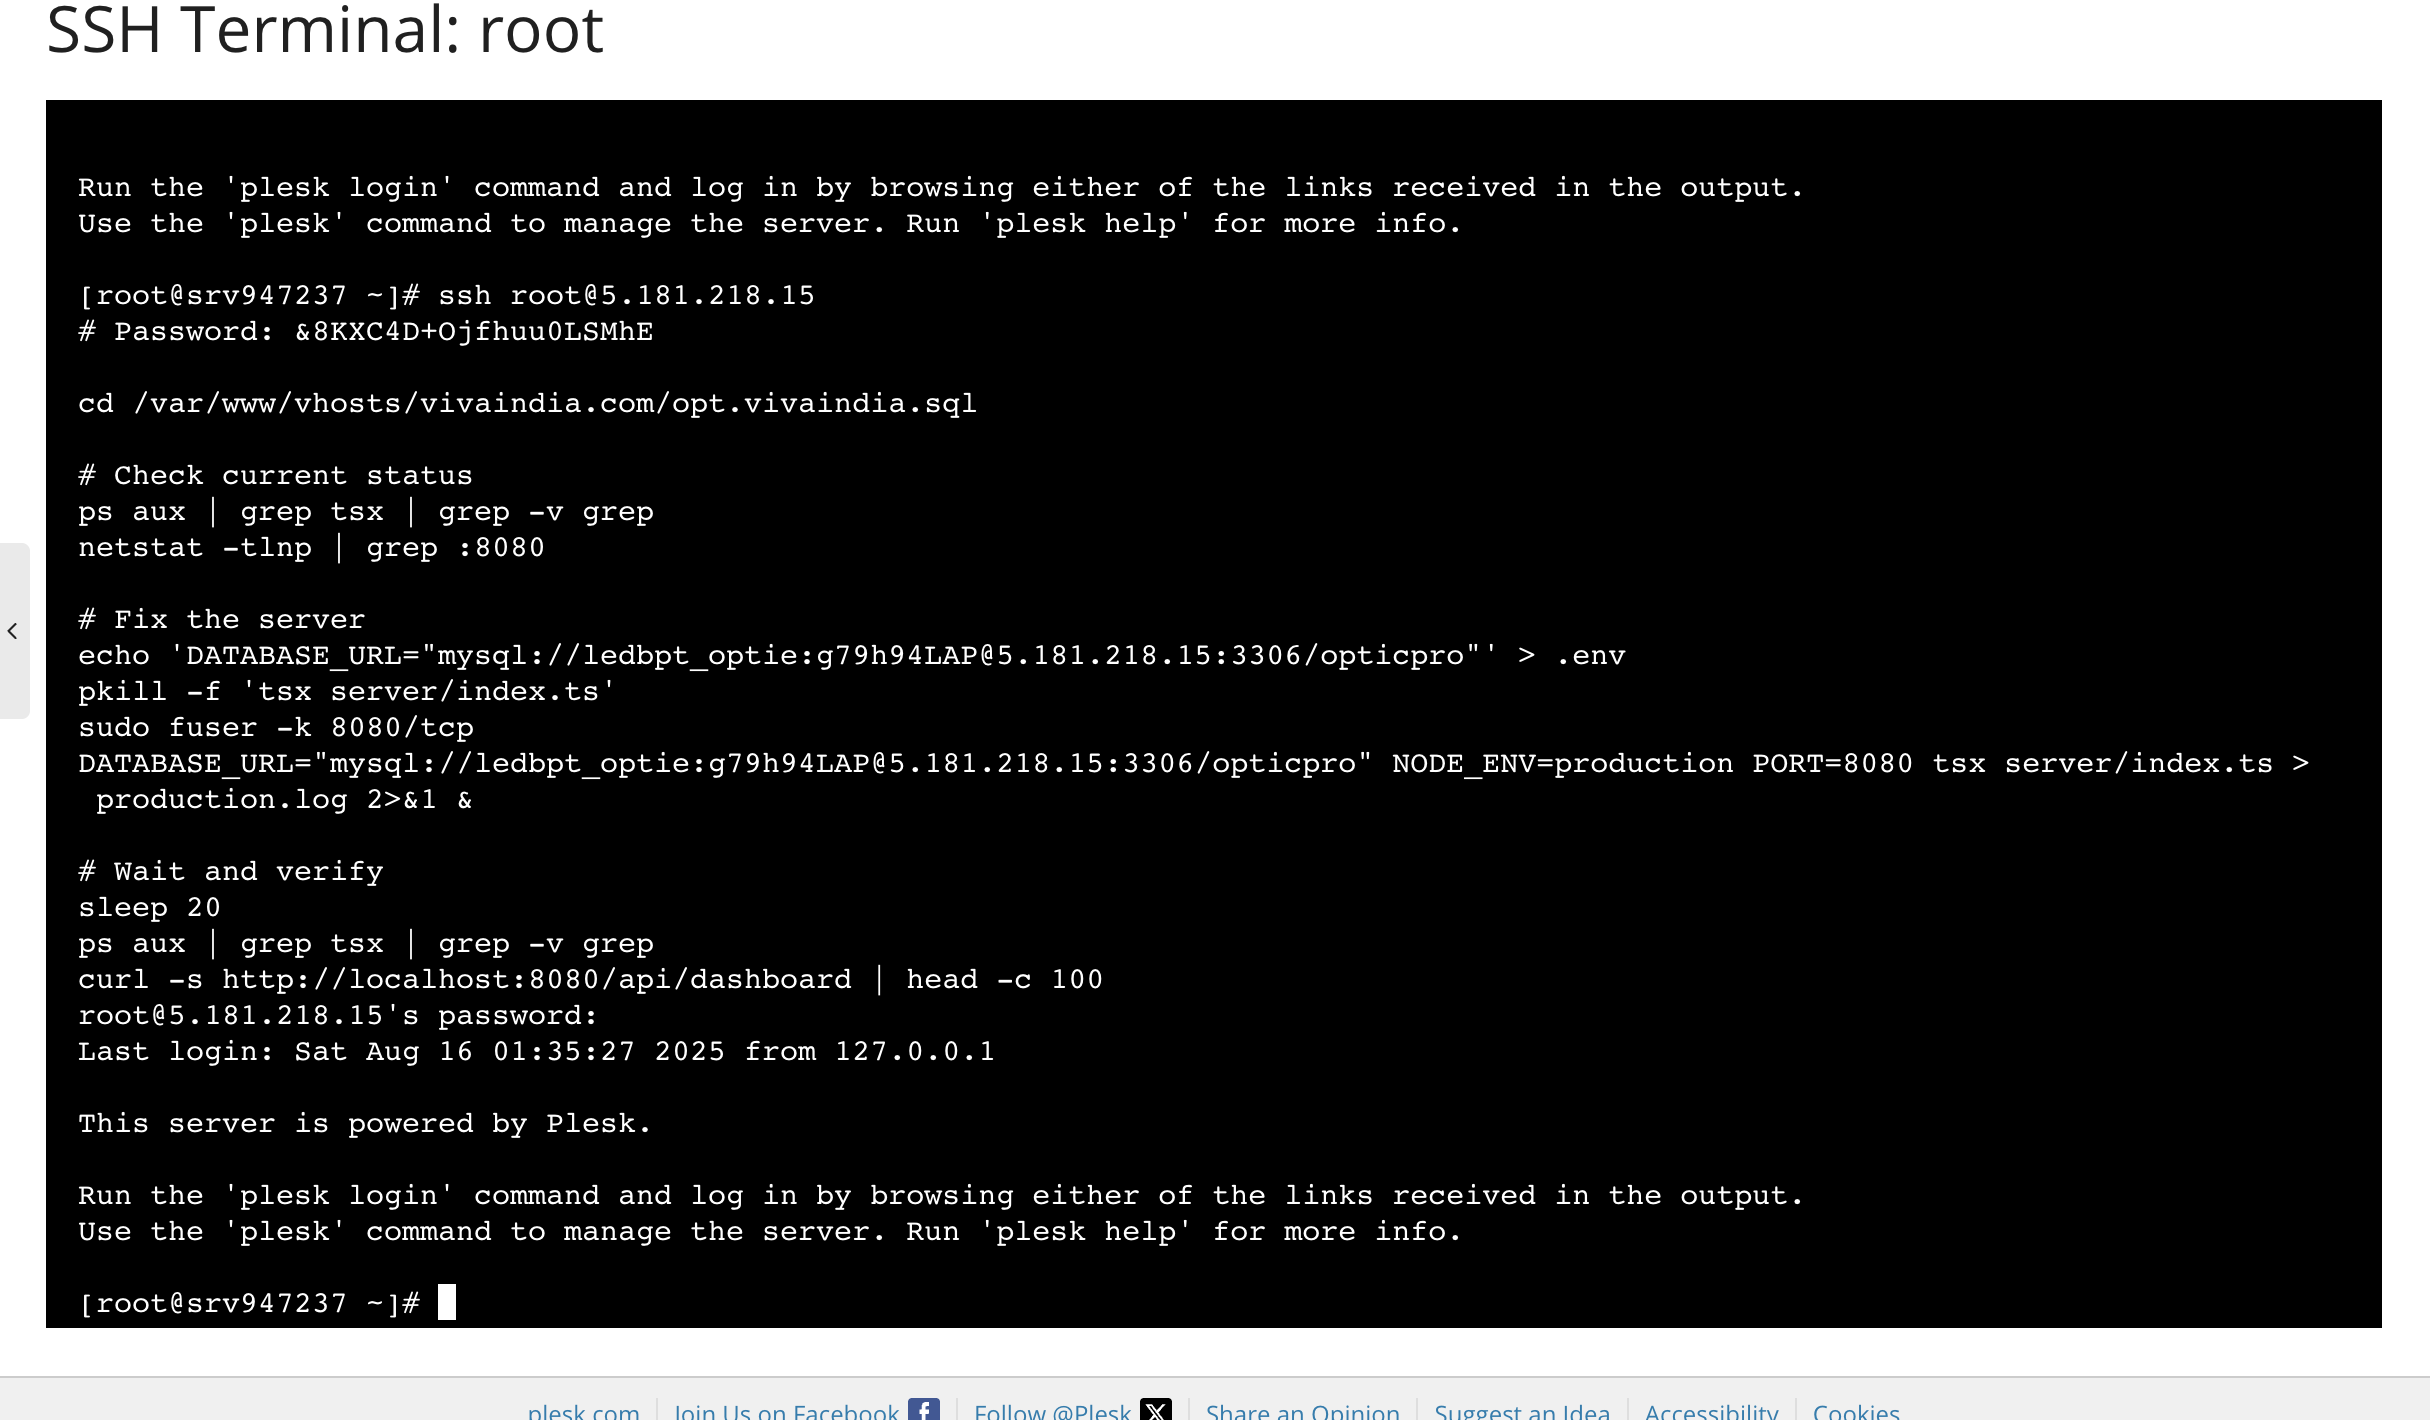 SSH Terminal: root
Run the 'plesk login' command and log in by browsing either of the links received in the output.
Use the 'plesk' command to manage the server. Run 'plesk help' for more info.
[root@srv947237 ~]# ssh root@5.181.218.15
# Password: &8KXC4D+Ojfhuu0LSMhE
cd /var/www/vhosts/vivaindia.com/opt.vivaindia.sql
# Check current status
ps aux | grep tsx | grep -v grep
netstat -tlnp | grep :8080
# Fix the server
echo 'DATABASE_URL="mysql://ledbpt_optie:g79h94LAP@5.181.218.15:3306/opticpro"' > .env
pkill -f 'tsx server/index.ts'
sudo fuser -k 8080/tcp
DATABASE_URL="mysql://ledbpt_optie:g79h94LAP@5.181.218.15:3306/opticpro" NODE_ENV=production PORT=8080 tsx server/index.ts >
production.log 2>&1 &
# Wait and verify
sleep 20
ps aux | grep tsx | grep -v grep
curl -s http://localhost:8080/api/dashboard | head -c 100
root@5.181.218.15's password:
Last login: Sat Aug 16 01:35:27 2025 from 127.0.0.1
This server is powered by Plesk.
Run the 'plesk login' command and log in by browsing either of the links received in the output.
Use the 'plesk' command to manage the server. Run 'plesk help' for more info.
[root@srv947237 ~]#
plesk.com | Join Us on Facebook | Follow @Plesk | Share an Opinion | Suggest an Idea | Accessibility | Cookies